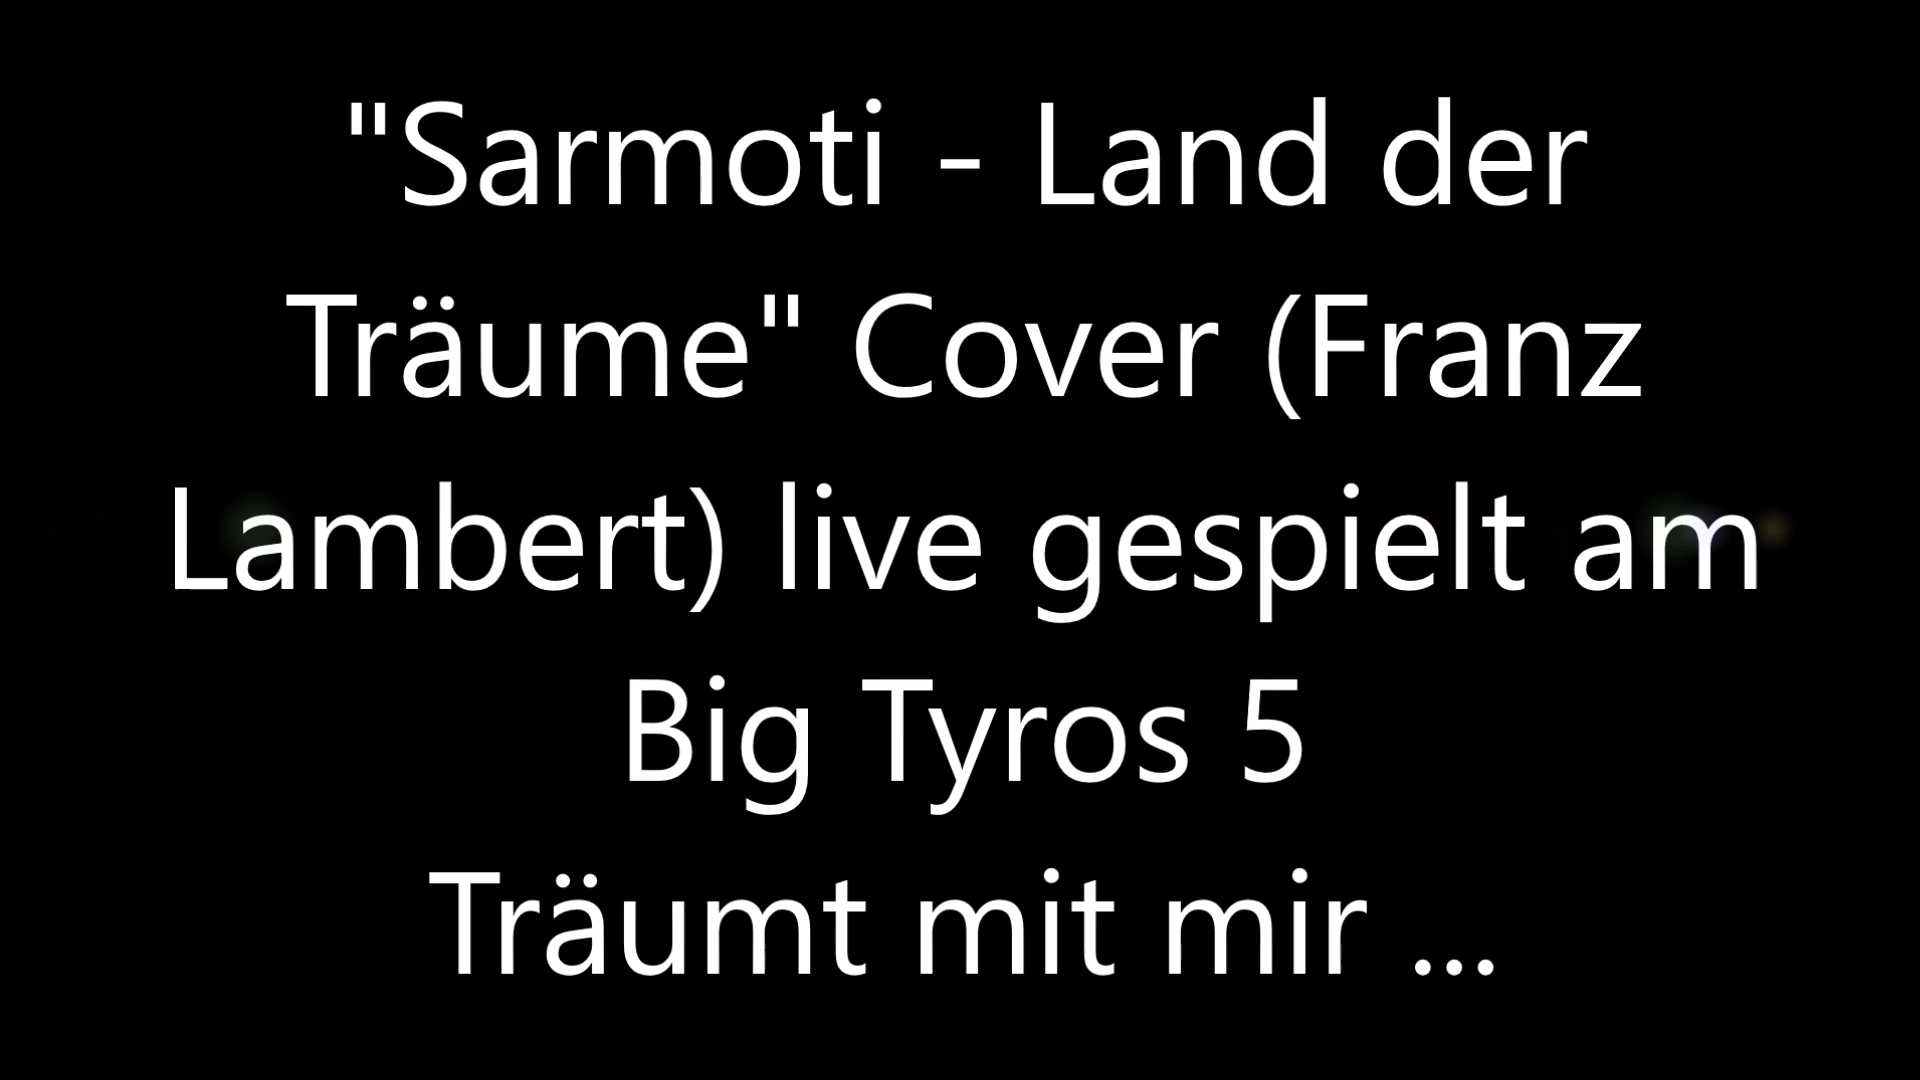 "Sarmoti - Land der
Träume" Cover (Franz
Lambert) live gespielt am
Big Tyros 5
Träumt mit mir ...